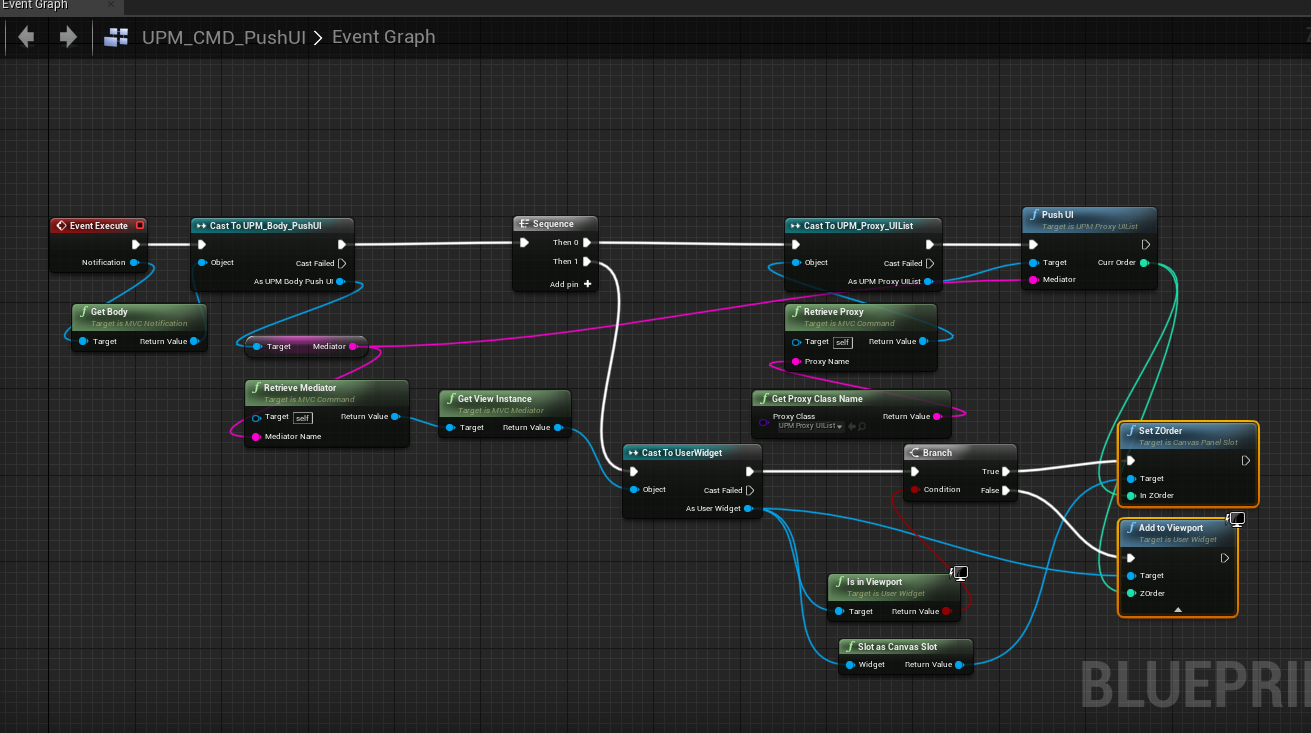 Event Graph
UPM_CMD_PushUI > Event Graph
Event Execute
Notification
Cast To UPM_Body_PushUI
Object
Cast Failed
As UPM Body Push UI
Get Body
Target is MVC Notification
Target
Return Value
Target
Mediator
Retrieve Mediator
Target is MVC Command
Target
self
Return Value
Mediator Name
Get View Instance
Target is MVC Mediator
Target
Return Value
Sequence
Then 0
Then 1
Add pin +
Cast To UPM_Proxy_UIList
Object
Cast Failed
As UPM Proxy UIList
Retrieve Proxy
Target is MVC Command
Target
self
Return Value
Proxy Name
Get Proxy Class Name
Proxy Class
UPM Proxy UIList
Return Value
Push UI
Target is UPM Proxy UIList
Target
Curr Order
Mediator
Cast To UserWidget
Object
Cast Failed
As User Widget
Branch
True
Condition
False
Is in Viewport
Target is User Widget
Target
Return Value
Slot as Canvas Slot
Widget
Return Value
Set ZOrder
Target is Canvas Panel Slot
Target
In ZOrder
Add to Viewport
Target is User Widget
Target
ZOrder
BLUEPRI